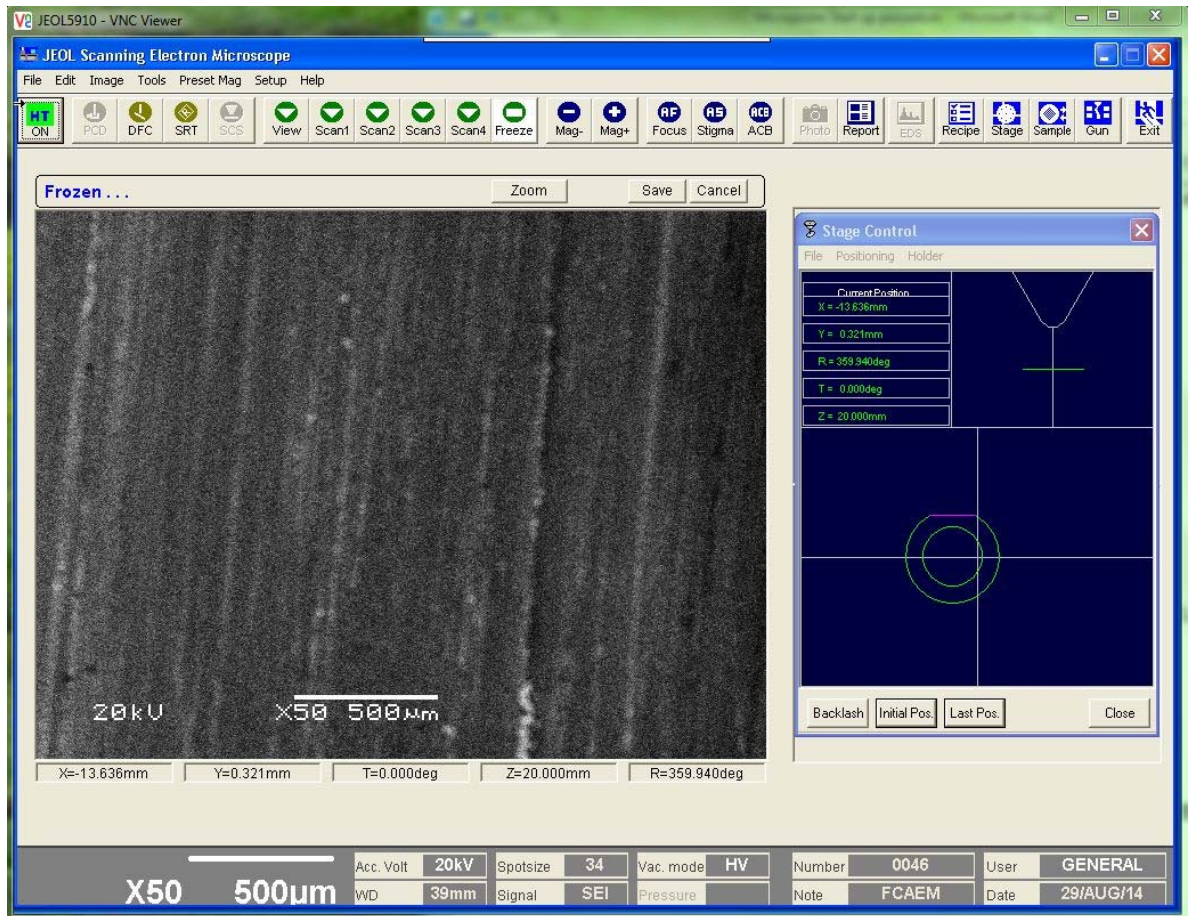 JEOL5910 - VNC Viewer
JEOL Scanning Electron Microscope
File Edit Image Tools Preset Mag Setup Help
HT ON PCD DFC SRT SCS View Scan1 Scan2 Scan3 Scan4 Freeze Mag- Mag+ AF Focus AS Stigma ACB ACB Photo Report EDS Recipe Stage Sample Gun Exit
Frozen . . . Zoom Save Cancel
Stage Control
File Positioning Holder
Current Position
X = -13.636mm
Y = 0.321mm
R = 359.940deg
T = 0.000deg
Z = 20.000mm
20kU X50 500µm
Backlash Initial Pos. Last Pos. Close
X=-13.636mm Y=0.321mm T=0.000deg Z=20.000mm R=359.940deg
X50 500µm
Acc. Volt 20kV Spotsize 34 Vac. mode HV Number 0046 User GENERAL
WD 39mm Signal SEI Pressure Note FCAEM Date 29/AUG/14